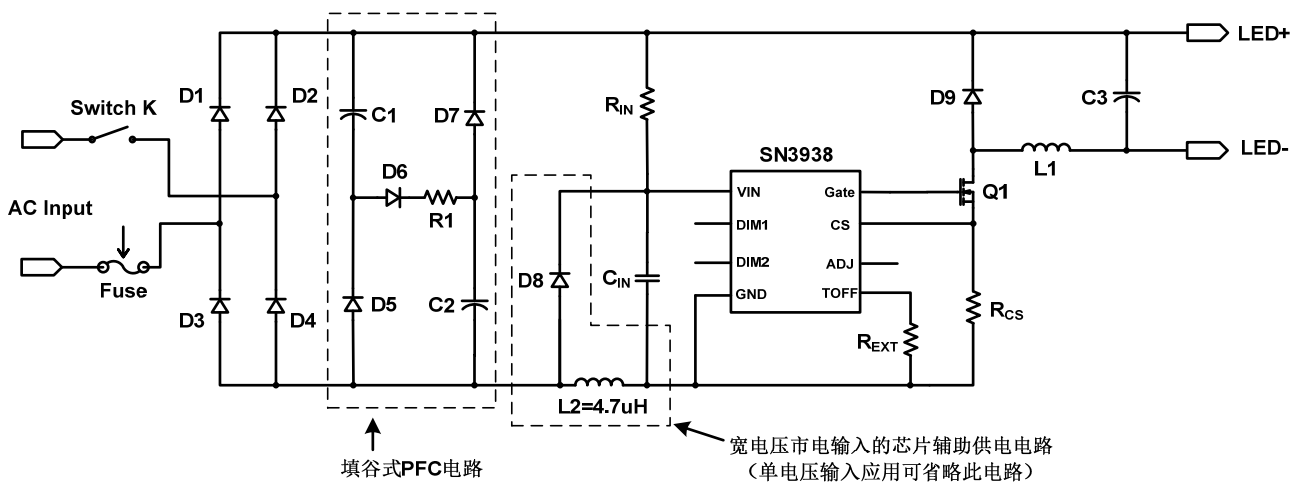 LED+
D1
D2
Switch K
C1
D7
R_IN
D9
C3
LED-
L1
SN3938
D6
R1
VIN
Gate
Q1
AC Input
DIM1
CS
DIM2
ADJ
D8
C_IN
GND
TOFF
Fuse
D3
D4
D5
C2
R_CS
R_EXT
L2=4.7uH
填谷式PFC电路
宽电压市电输入的芯片辅助供电电路
（单电压输入应用可省略此电路）